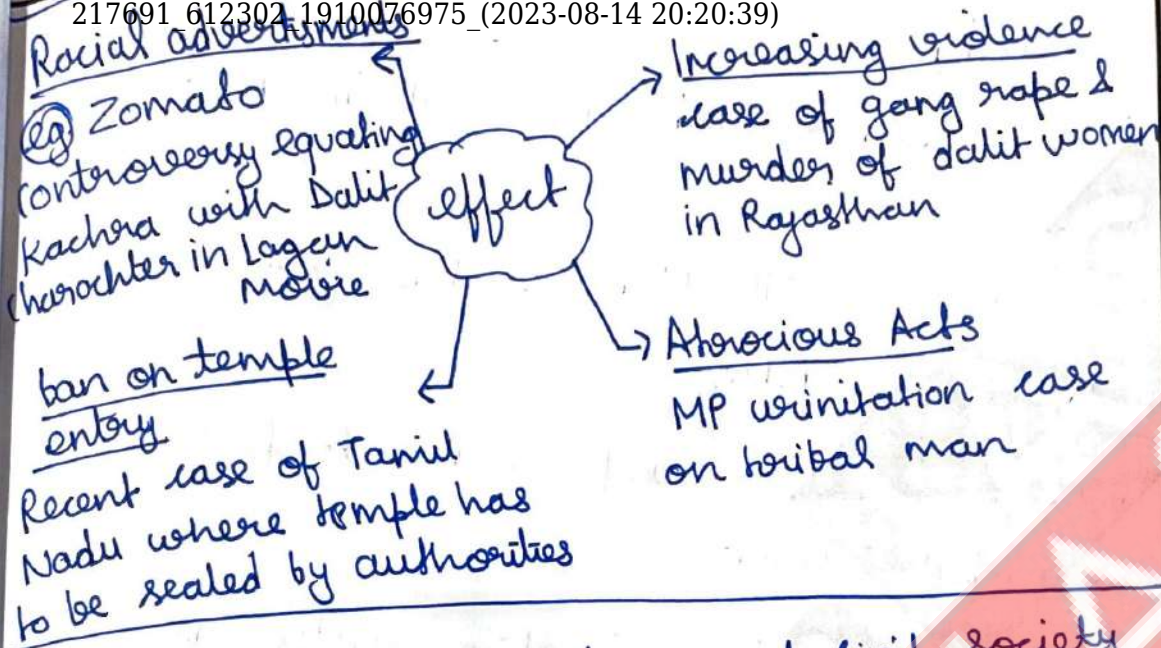 217691_612302_1910076975_(2023-08-14 20:20:39)
Racial advertisments
eg Zomato
controversy equating
Kachra with Dalit
charachter in Lagan
Movie
effect
Increasing violence
case of gang rape &
murder of dalit women
in Rajasthan
ban on temple
entry
Recent case of Tamil
Nadu where temple has
to be sealed by authorities
Atrocious Acts
MP urinitation case
on tribal man
society